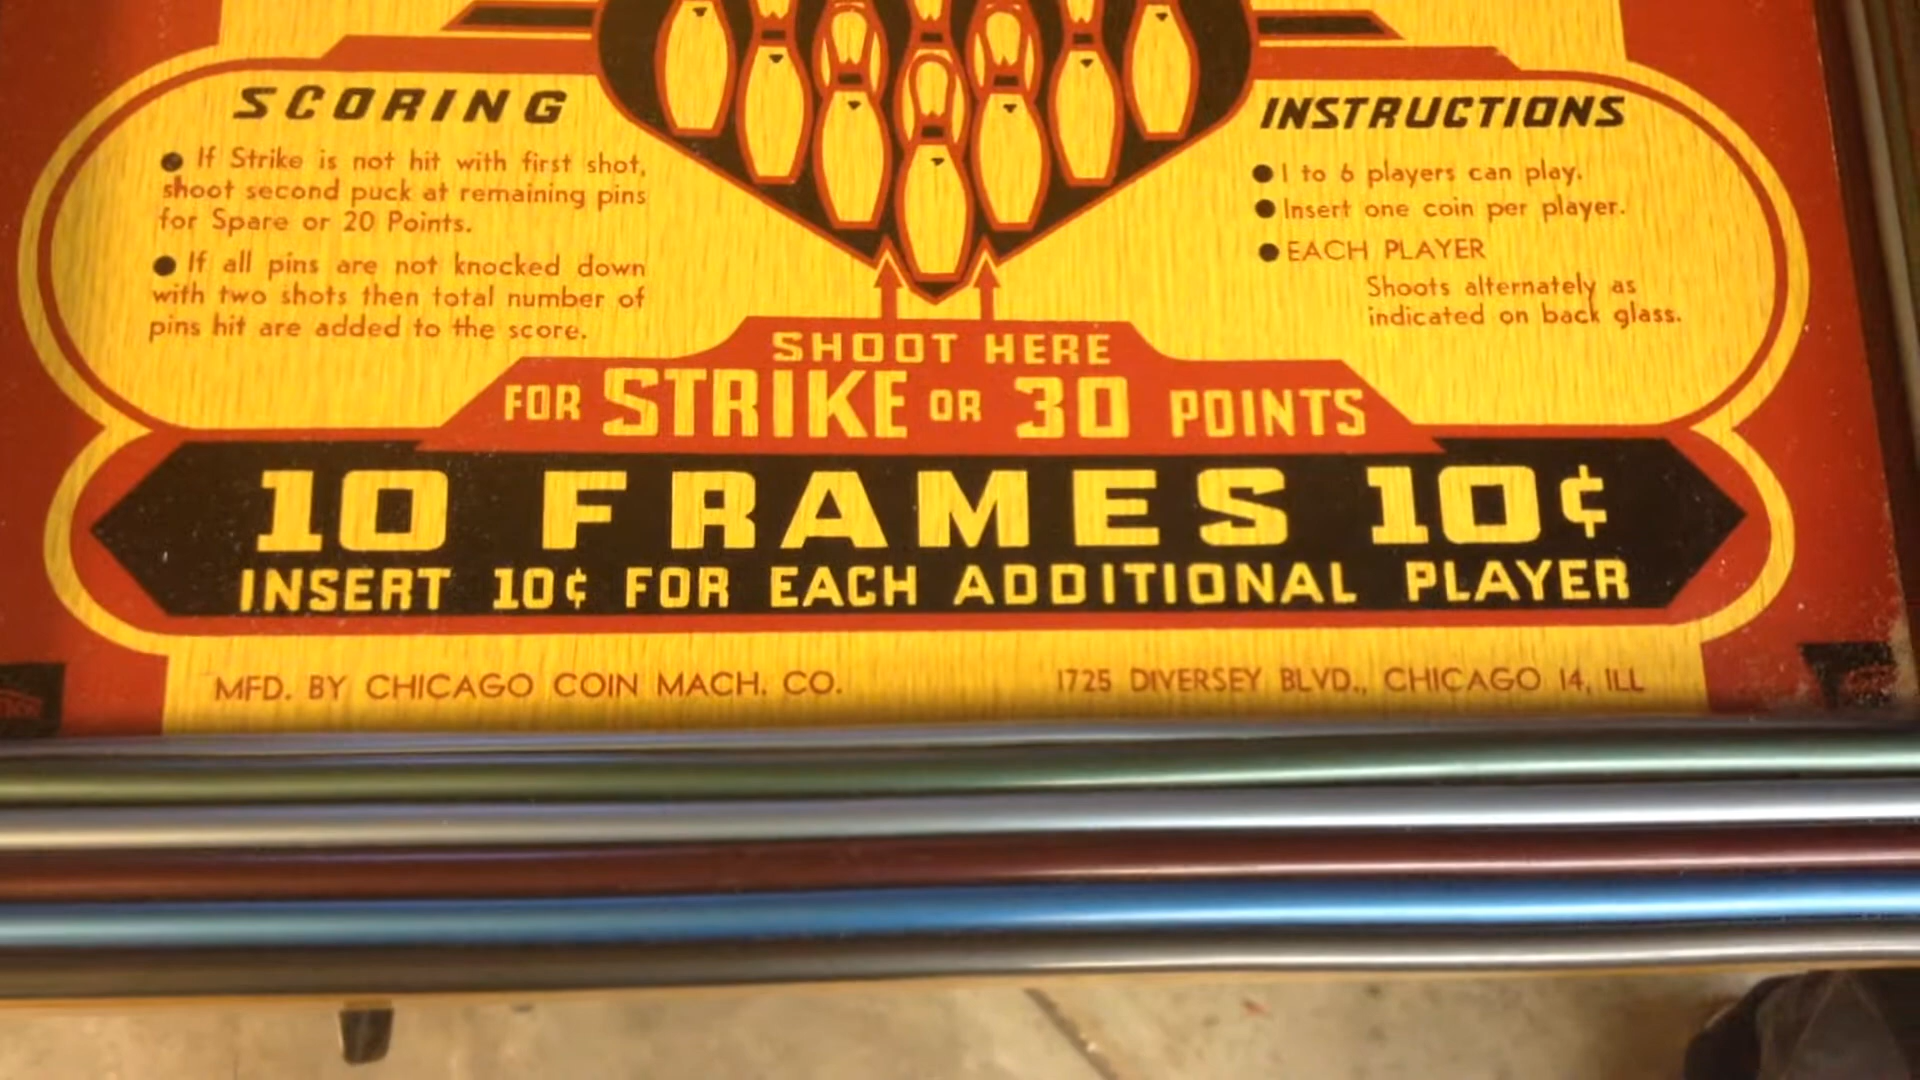 SCORING
● If Strike is not hit with first shot,
shoot second puck at remaining pins
for Spare or 20 Points.
● If all pins are not knocked down
with two shots then total number of
pins hit are added to the score.
INSTRUCTIONS
● 1 to 6 players can play.
● Insert one coin per player.
● EACH PLAYER
Shoots alternately as
indicated on back glass.
SHOOT HERE
FOR STRIKE OR 30 POINTS
10 FRAMES 10¢
INSERT 10¢ FOR EACH ADDITIONAL PLAYER
MFD. BY CHICAGO COIN MACH. CO.
1725 DIVERSEY BLVD., CHICAGO 14, ILL